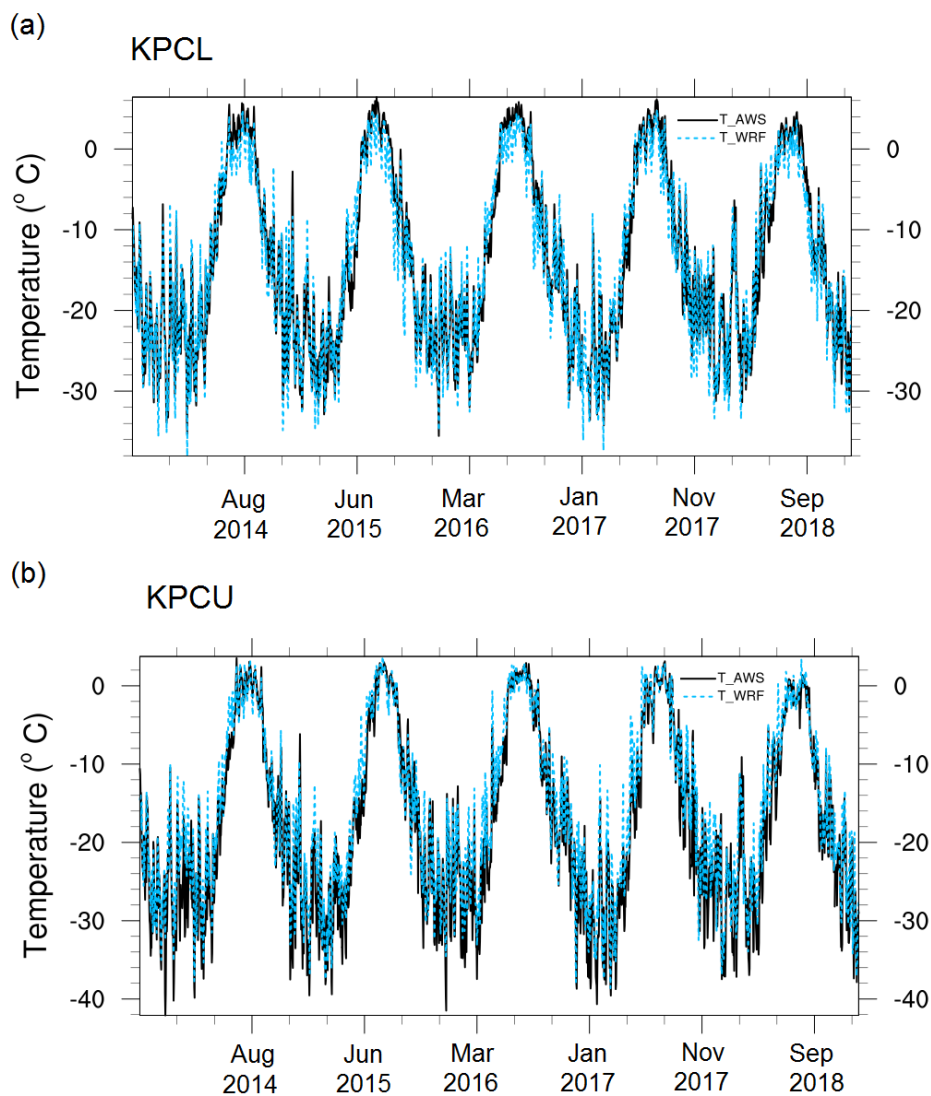 (a)
KPCL
Temperature (° C)
0
-10
-20
-30
T_AWS
T_WRF
0
-10
-20
-30
Aug Jun Mar Jan Nov Sep
2014 2015 2016 2017 2017 2018
(b)
KPCU
Temperature (° C)
0
-10
-20
-30
-40
T_AWS
T_WRF
0
-10
-20
-30
-40
Aug Jun Mar Jan Nov Sep
2014 2015 2016 2017 2017 2018